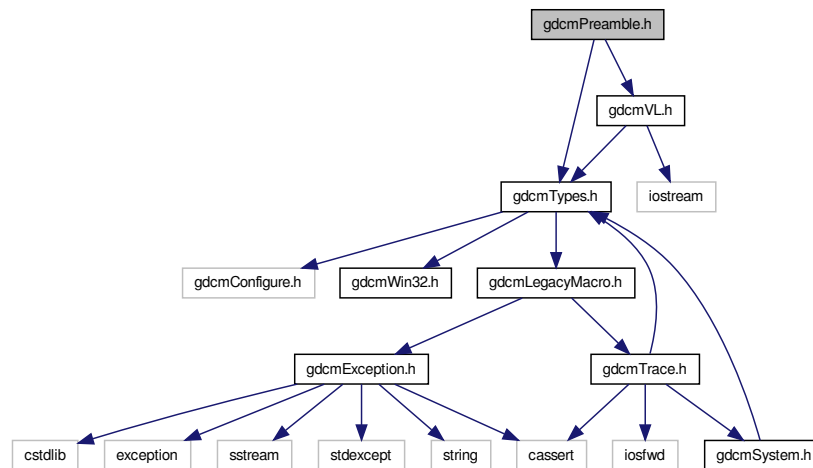 gdcmPreamble.h
gdcmVL.h
gdcmTypes.h
iostream
gdcmConfigure.h
gdcmWin32.h
gdcmLegacyMacro.h
gdcmException.h
gdcmTrace.h
cstdlib
exception
sstream
stdexcept
string
cassert
iosfwd
gdcmSystem.h